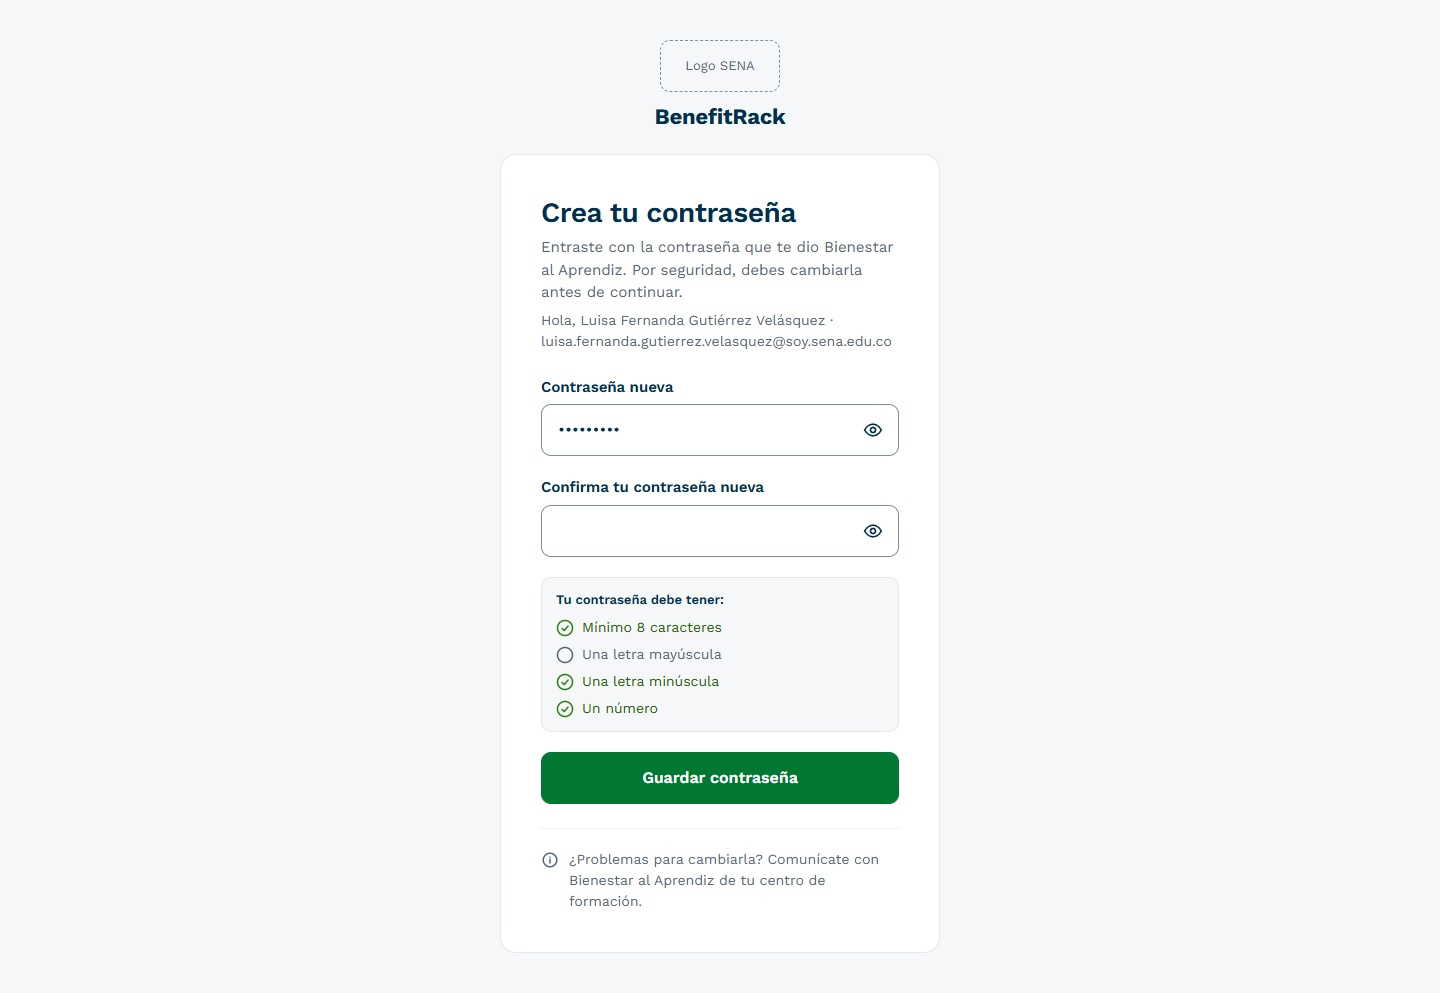 Logo SENA
BenefitRack
Crea tu contraseña
Entraste con la contraseña que te dio Bienestar
al Aprendiz. Por seguridad, debes cambiarla
antes de continuar.
Hola, Luisa Fernanda Gutiérrez Velásquez ·
luisa.fernanda.gutierrez.velasquez@soy.sena.edu.co
Contraseña nueva
•••••••••
Confirma tu contraseña nueva
Tu contraseña debe tener:
Mínimo 8 caracteres
Una letra mayúscula
Una letra minúscula
Un número
Guardar contraseña
¿Problemas para cambiarla? Comunícate con
Bienestar al Aprendiz de tu centro de
formación.